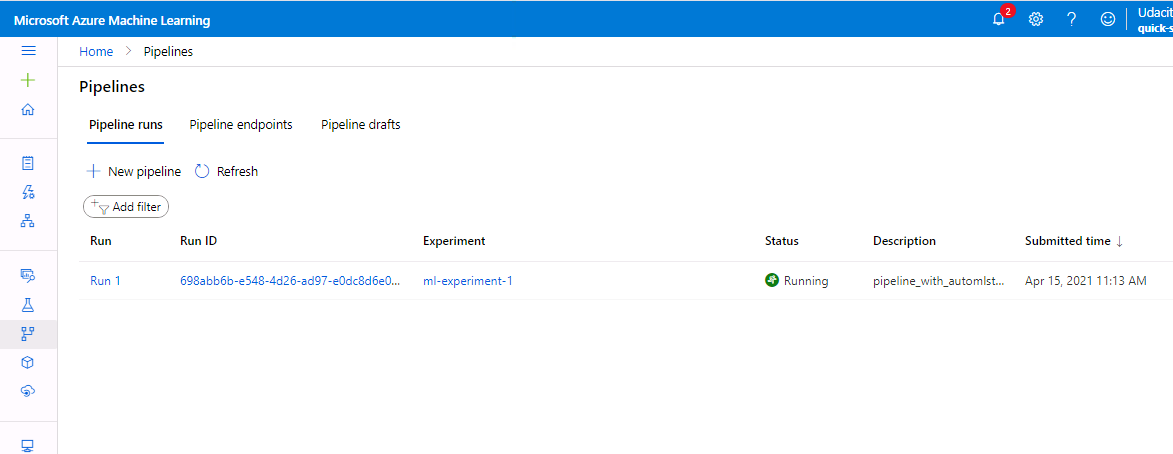 Microsoft Azure Machine Learning
2
?
Udacit
quick-s
Home > Pipelines
Pipelines
Pipeline runs Pipeline endpoints Pipeline drafts
New pipeline Refresh
Add filter
Run Run ID Experiment Status Description Submitted time ↓
Run 1 698abb6b-e548-4d26-ad97-e0dc8d6e0... ml-experiment-1 Running pipeline_with_automlst... Apr 15, 2021 11:13 AM